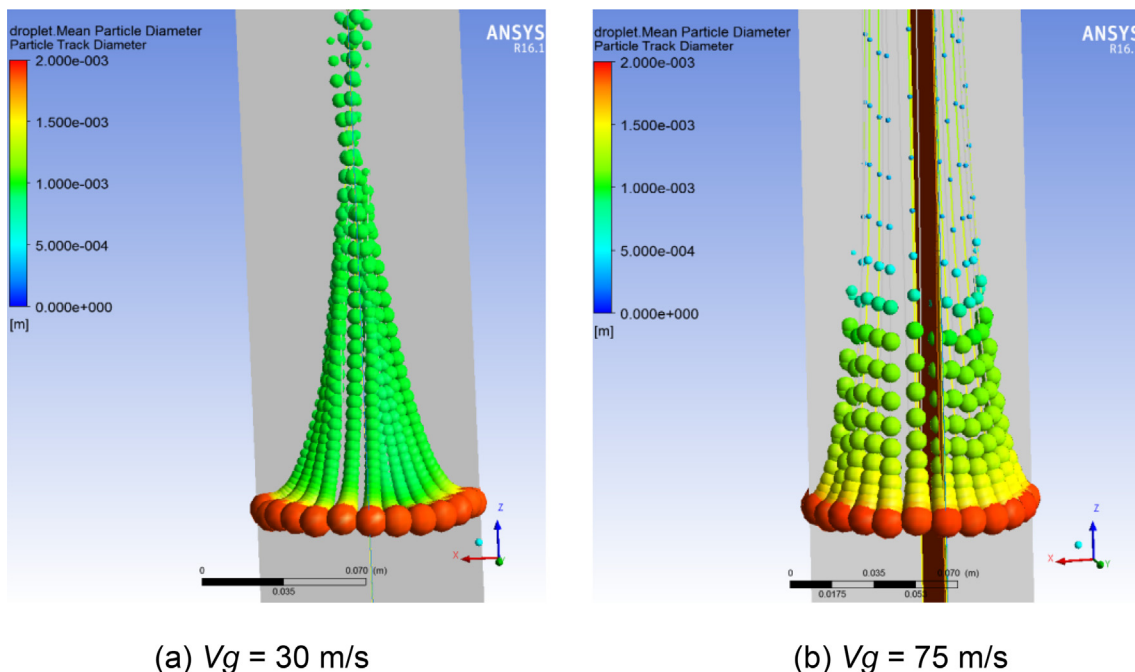 droplet.Mean Particle Diameter
Particle Track Diameter
2.000e-003
1.500e-003
1.000e-003
5.000e-004
0.000e+000
[m]
ANSYS
R16.1
Z
X
Y
0
0.070
(m)
0.035
(a) Vg = 30 m/s
droplet.Mean Particle Diameter
Particle Track Diameter
2.000e-003
1.500e-003
1.000e-003
5.000e-004
0.000e+000
[m]
ANSYS
R16.
Z
X
Y
0
0.035
0.070
(m)
0.0175
(b) Vg = 75 m/s